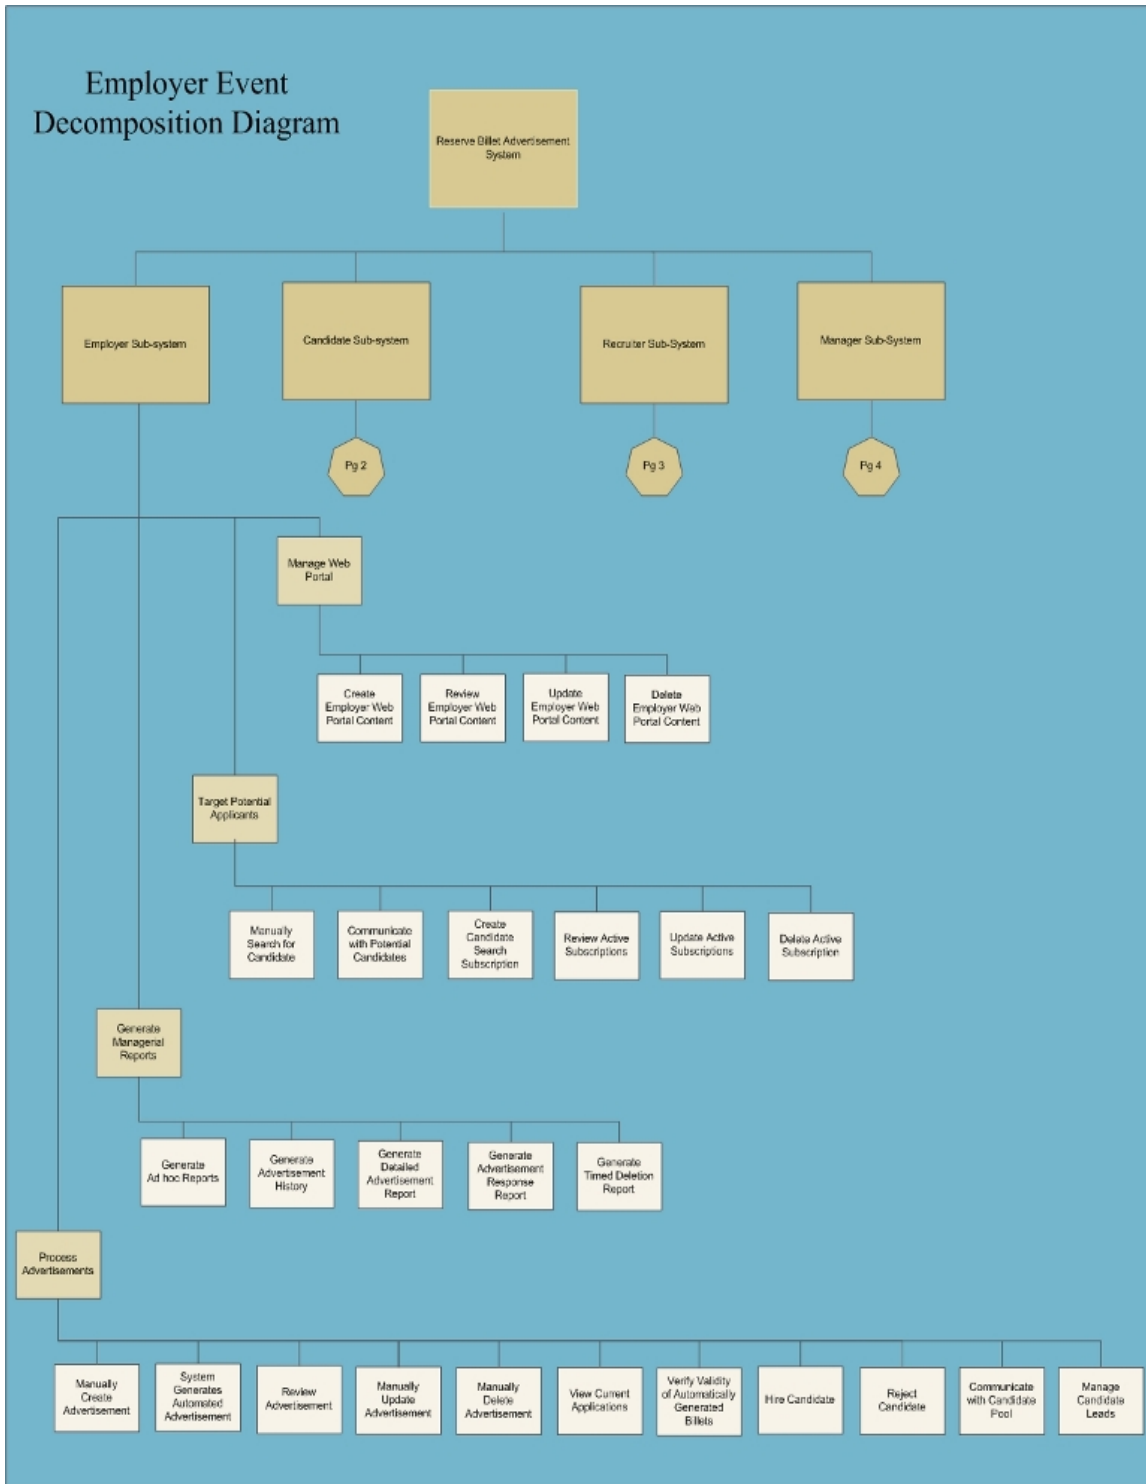 Employer Event
Decomposition Diagram
Reserve Billet Advertisement
System
Employer Sub-system
Candidate Sub-system
Recruiter Sub-System
Manager Sub-System
Pg 2
Pg 3
Pg 4
Manage Web
Portal
Create
Employer Web
Portal Content
Review
Employer Web
Portal Content
Update
Employer Web
Portal Content
Delete
Employer Web
Portal Content
Target Potential
Applicants
Manually
Search for
Candidate
Communicate
with Potential
Candidates
Create
Candidate
Search
Subscription
Review Active
Subscriptions
Update Active
Subscriptions
Delete Active
Subscription
Generate
Managerial
Reports
Generate
Ad hoc Reports
Generate
Advertisement
History
Generate
Detailed
Advertisement
Report
Generate
Advertisement
Response
Report
Generate
Timed Deletion
Report
Process
Advertisements
Manually
Create
Advertisement
System
Generates
Automated
Advertisement
Review
Advertisement
Manually
Update
Advertisement
Manually
Delete
Advertisement
View Current
Applications
Verify Validity
of Automatically
Generated
Billets
Hire Candidate
Reject
Candidate
Communicate
with Candidate
Pool
Manage
Candidate
Leads